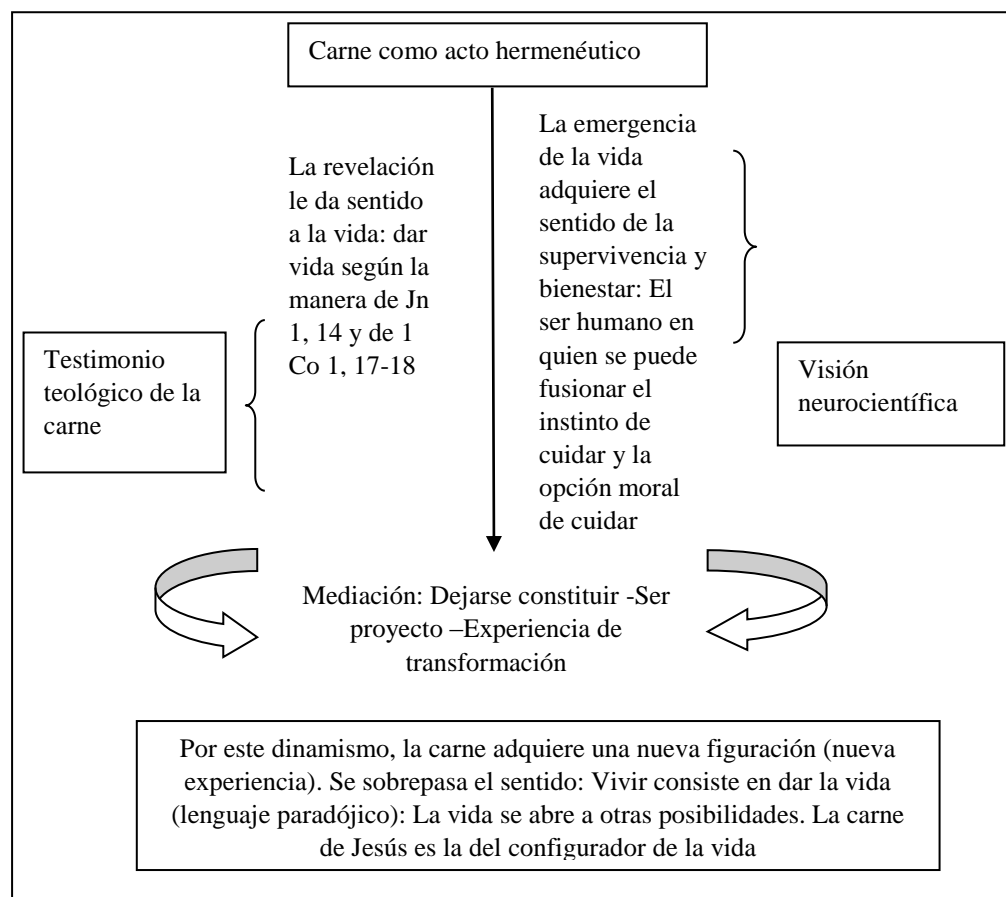 Carne como acto hermenéutico
La revelación
le da sentido
a la vida: dar
vida según la
manera de Jn
1, 14 y de 1
Co 1, 17-18
La emergencia
de la vida
adquiere el
sentido de la
supervivencia y
bienestar: El
ser humano en
quien se puede
fusionar el
instinto de
cuidar y la
opción moral
de cuidar
Testimonio
teológico de la
carne
Visión
neurocientífica
Mediación: Dejarse constituir -Ser
proyecto –Experiencia de
transformación
Por este dinamismo, la carne adquiere una nueva figuración (nueva
experiencia). Se sobrepasa el sentido: Vivir consiste en dar la vida
(lenguaje paradójico): La vida se abre a otras posibilidades. La carne
de Jesús es la del configurador de la vida